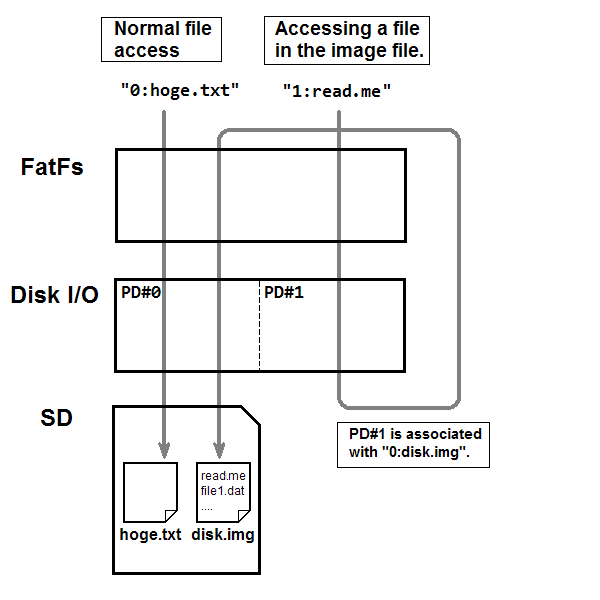 Normal file
access
Accessing a file
in the image file.
"0:hoge.txt"
"1:read.me"
FatFs
Disk I/O
PD#0
PD#1
SD
PD#1 is associated
with "0:disk.img".
read.me
file1.dat
....
hoge.txt
disk.img